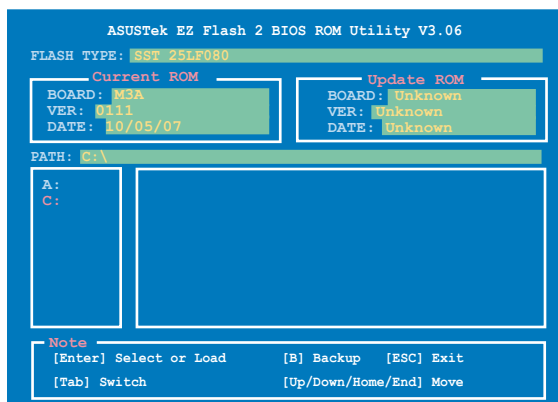 ASUSTek EZ Flash 2 BIOS ROM Utility V3.06
FLASH TYPE: SST 25LF080
Current ROM
BOARD: M3A
VER: 0111
DATE: 10/05/07
Update ROM
BOARD: Unknown
VER: Unknown
DATE: Unknown
PATH: C:\
A:
C:
Note
[Enter] Select or Load [B] Backup [ESC] Exit
[Tab] Switch [Up/Down/Home/End] Move